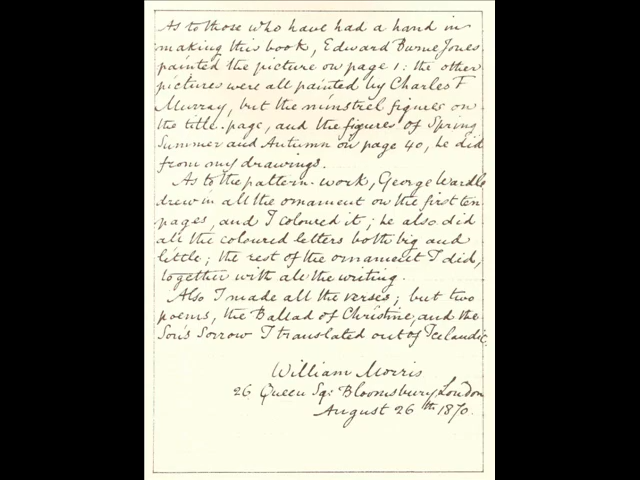 As to those who have had a hand in
making this book, Edward Burne Jones
painted the picture on page 1: the other
pictures were all painted by Charles F
Murray, but the minstrel figures on
the title-page, and the figures of Spring
Summer and Autumn on page 40, he did
from my drawings.
As to the pattern-work, George Wardle
drew in all the ornament on the first ten
pages, and I coloured it; he also did
all the coloured letters both big and
little; the rest of the ornament I did,
together with all the writing.
Also I made all the verses; but two
poems, the Ballad of Christine, and the
Son's Sorrow I translated out of Icelandic.
William Morris
26 Queen Sq: Bloomsbury, London
August 26th 1870.